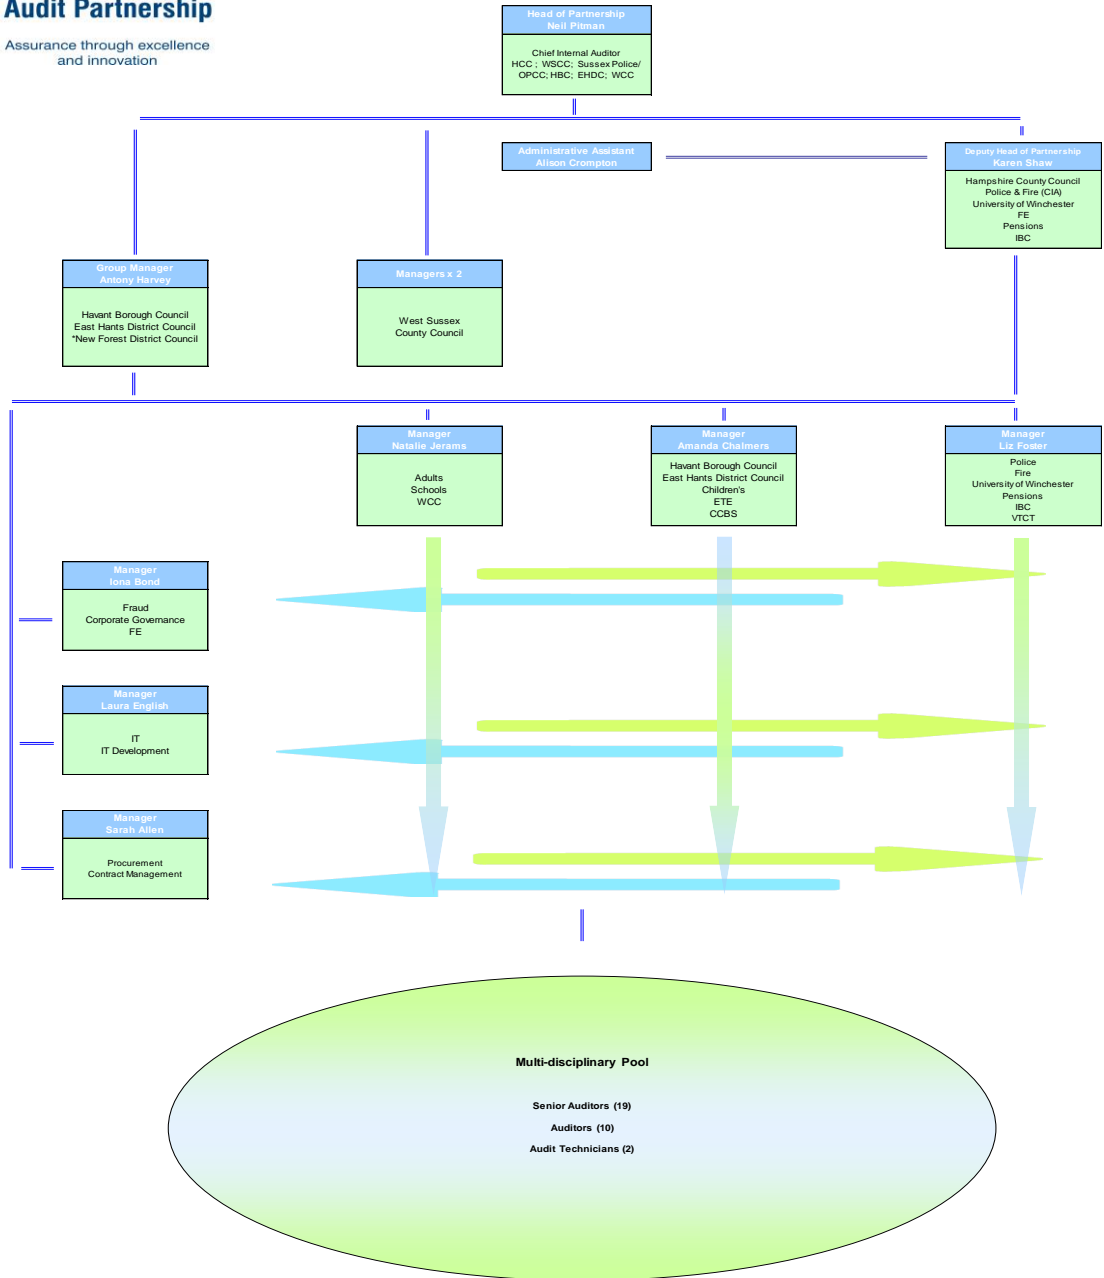 Audit Partnership
Assurance through excellence
and innovation
Head of Partnership
Neil Pitman
Chief Internal Auditor
HCC ; WSCC; Sussex Police/
OPCC; HBC; EHDC; WCC
Administrative Assistant
Alison Crompton
Deputy Head of Partnership
Karen Shaw
Hampshire County Council
Police & Fire (CIA)
University of Winchester
FE
Pensions
IBC
Group Manager
Antony Harvey
Havant Borough Council
East Hants District Council
*New Forest District Council
Managers x 2
West Sussex
County Council
Manager
Natalie Jerams
Adults
Schools
WCC
Manager
Amanda Chalmers
Havant Borough Council
East Hants District Council
Children's
ETE
CCBS
Manager
Liz Foster
Police
Fire
University of Winchester
Pensions
IBC
VTCT
Manager
Iona Bond
Fraud
Corporate Governance
FE
Manager
Laura English
IT
IT Development
Manager
Sarah Allen
Procurement
Contract Management
Multi-disciplinary Pool
Senior Auditors (19)
Auditors (10)
Audit Technicians (2)